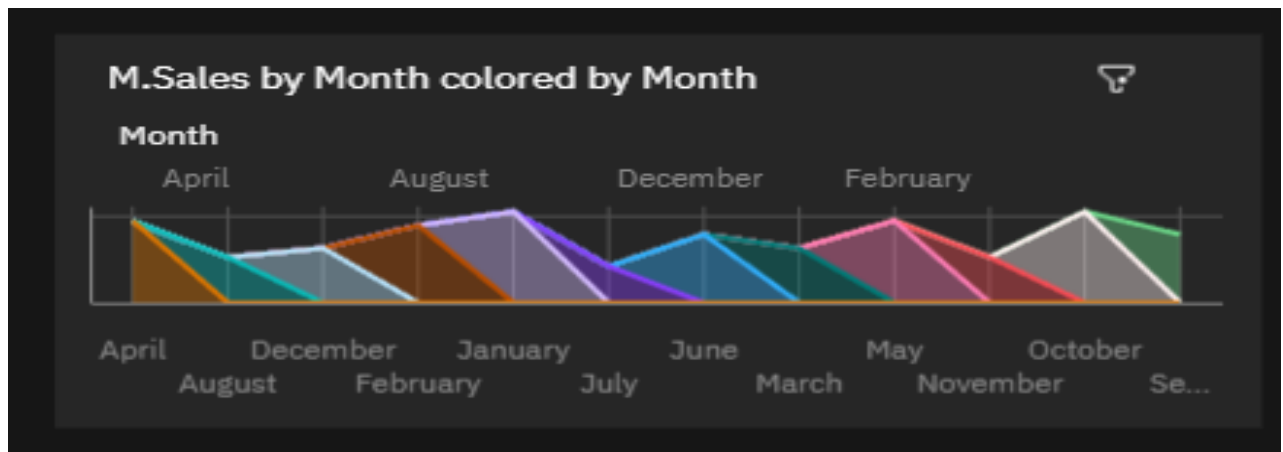 M.Sales by Month colored by Month
Month
April August December February
April December January June May October
August February July March November Se...